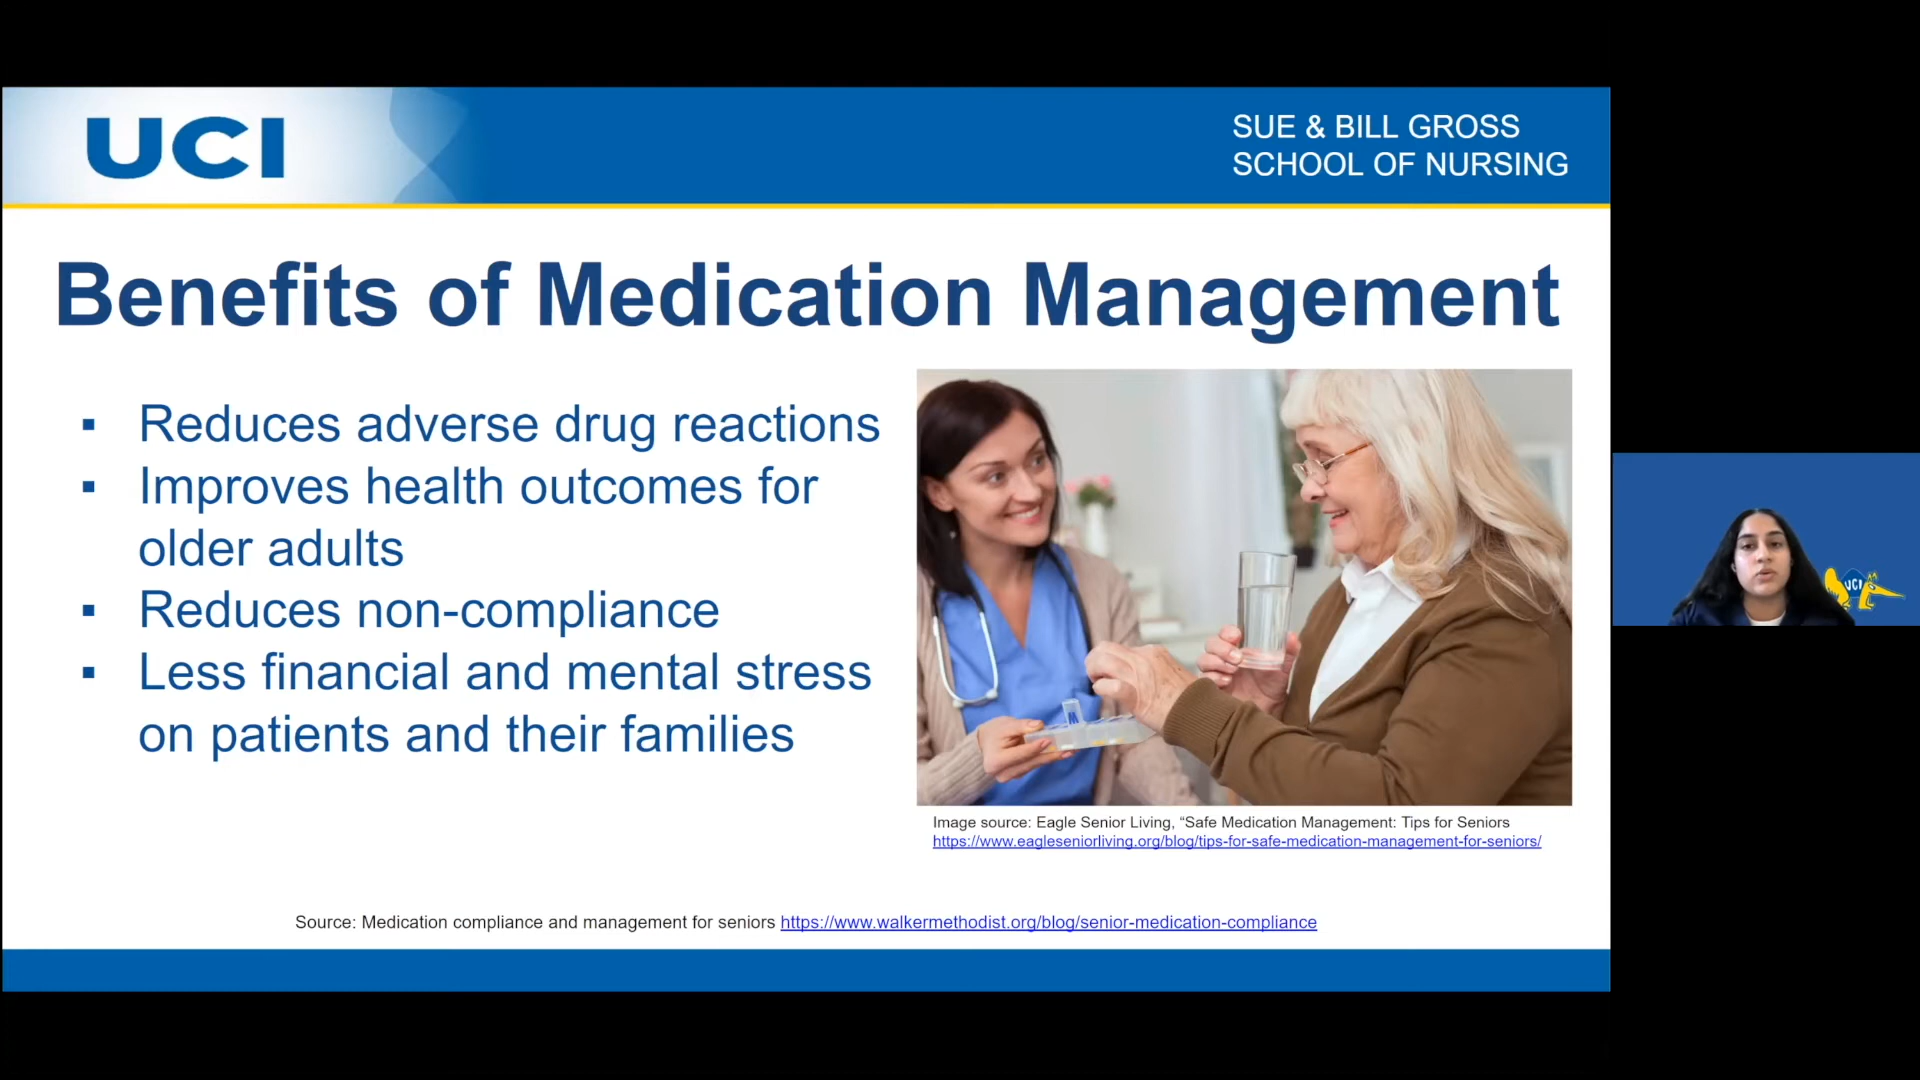 UCI
SUE & BILL GROSS
SCHOOL OF NURSING
Benefits of Medication Management
▪ Reduces adverse drug reactions
▪ Improves health outcomes for
older adults
▪ Reduces non-compliance
▪ Less financial and mental stress
on patients and their families
Image source: Eagle Senior Living, “Safe Medication Management: Tips for Seniors
https://www.eagleseniorliving.org/blog/tips-for-safe-medication-management-for-seniors/
Source: Medication compliance and management for seniors https://www.walkermethodist.org/blog/senior-medication-compliance
UCI